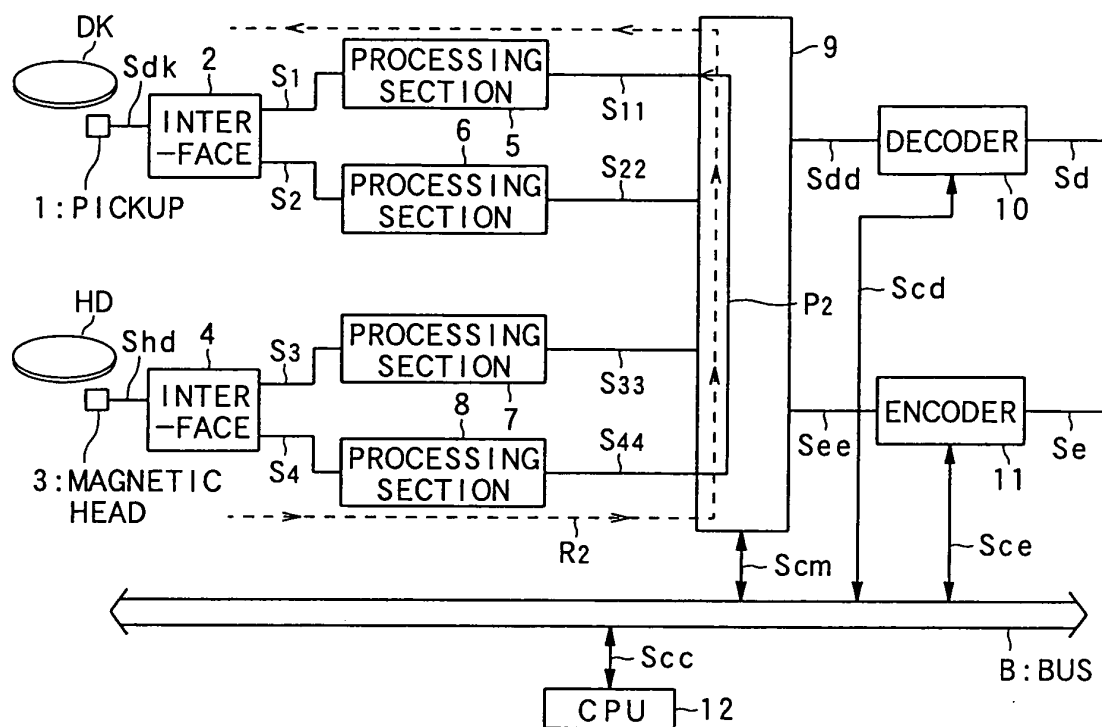 DK
Sdk
2
S1
PROCESSING
SECTION
5
S11
9
INTER
-FACE
S2
6
PROCESSING
SECTION
S22
1:PICKUP
Sdd
DECODER
10
Sd
Scd
P2
HD
Shd
4
S3
PROCESSING
SECTION
7
S33
INTER
-FACE
S4
8
PROCESSING
SECTION
S44
3:MAGNETIC
HEAD
See
ENCODER
11
Se
R2
Scm
Sce
Scc
B:BUS
CPU
12